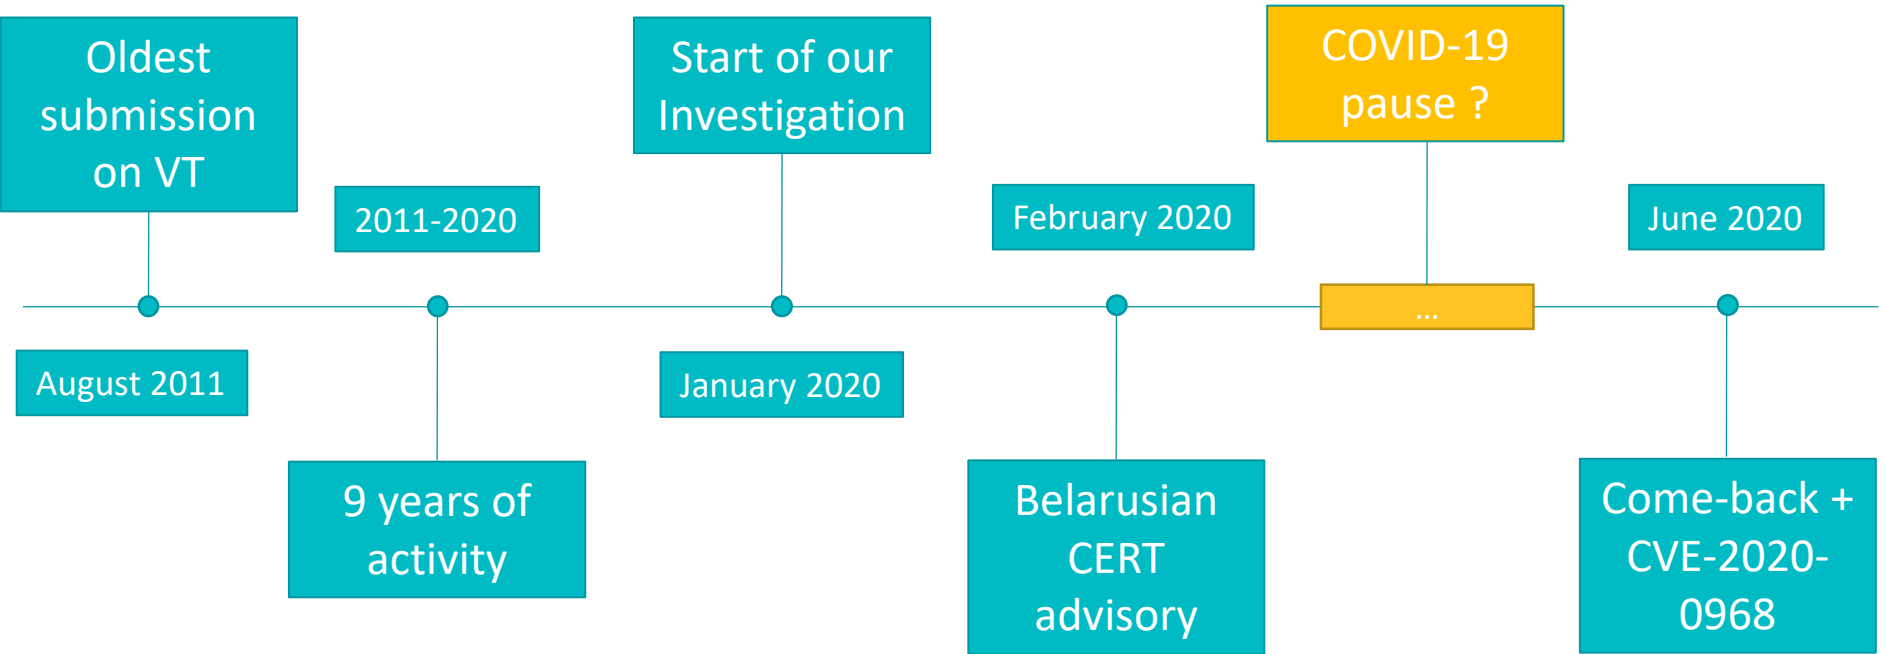 Oldest
submission
on VT
August 2011
2011-2020
9 years of
activity
Start of our
Investigation
January 2020
February 2020
Belarusian
CERT
advisory
COVID-19
pause ?
...
June 2020
Come-back +
CVE-2020-
0968